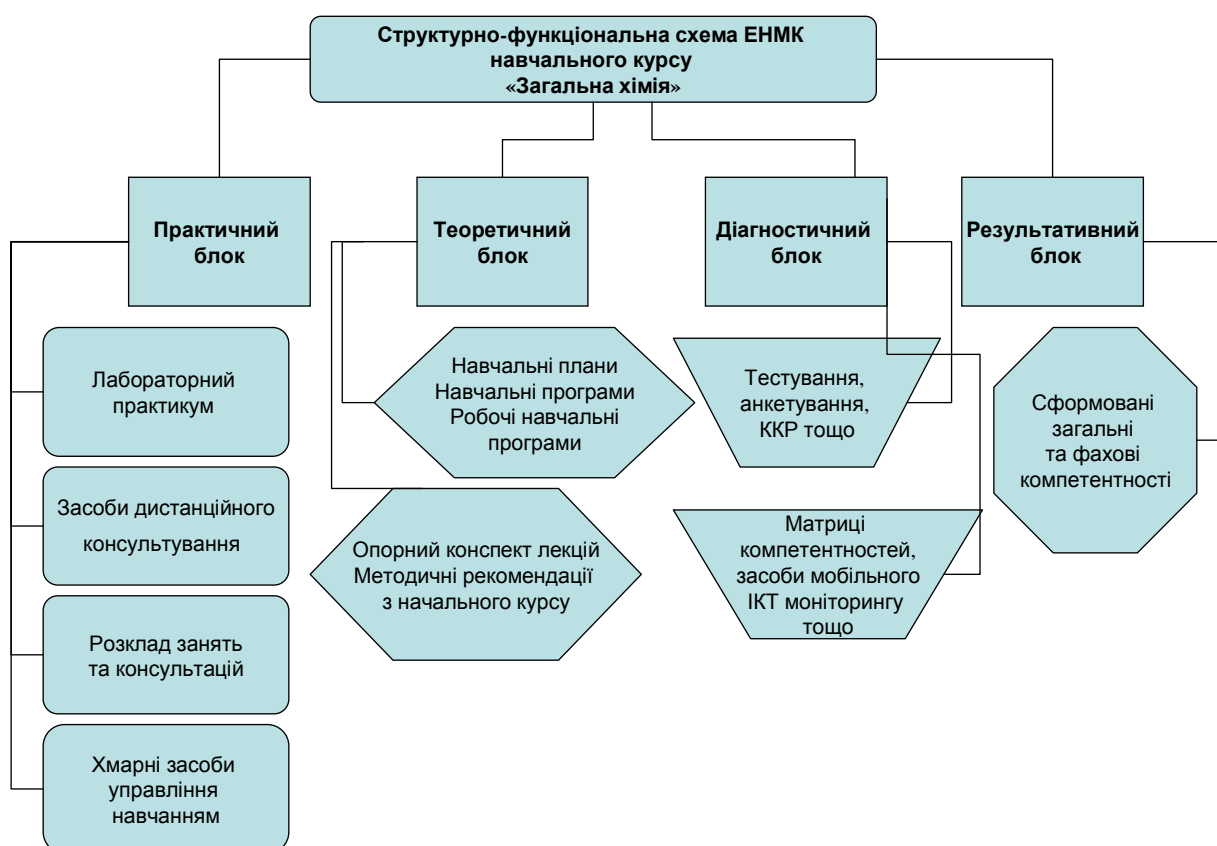 Структурно-функціональна схема ЕНМК
навчального курсу
«Загальна хімія»
Практичний
блок
Теоретичний
блок
Діагностичний
блок
Результативний
блок
Лабораторний
практикум
Засоби дистанційного
консультування
Розклад занять
та консультацій
Хмарні засоби
управління
навчанням
Навчальні плани
Навчальні програми
Робочі навчальні
програми
Опорний конспект лекцій
Методичні рекомендації
з начального курсу
Тестування,
анкетування,
ККР тощо
Матриці
компетентностей,
засоби мобільного
ІКТ моніторингу
тощо
Сформовані
загальні
та фахові
компетентності